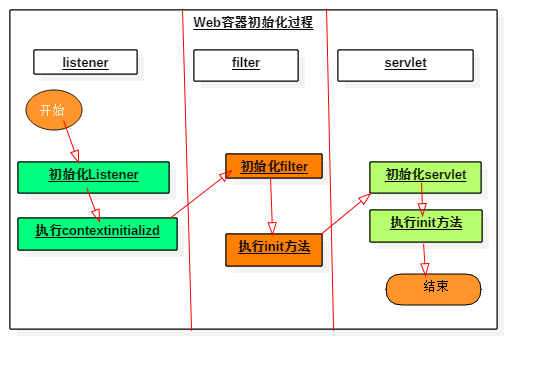 Web容器初始化过程
listener
filter
servlet
开始
初始化Listener
初始化filter
初始化servlet
执行contextinitializd
执行init方法
执行init方法
结束